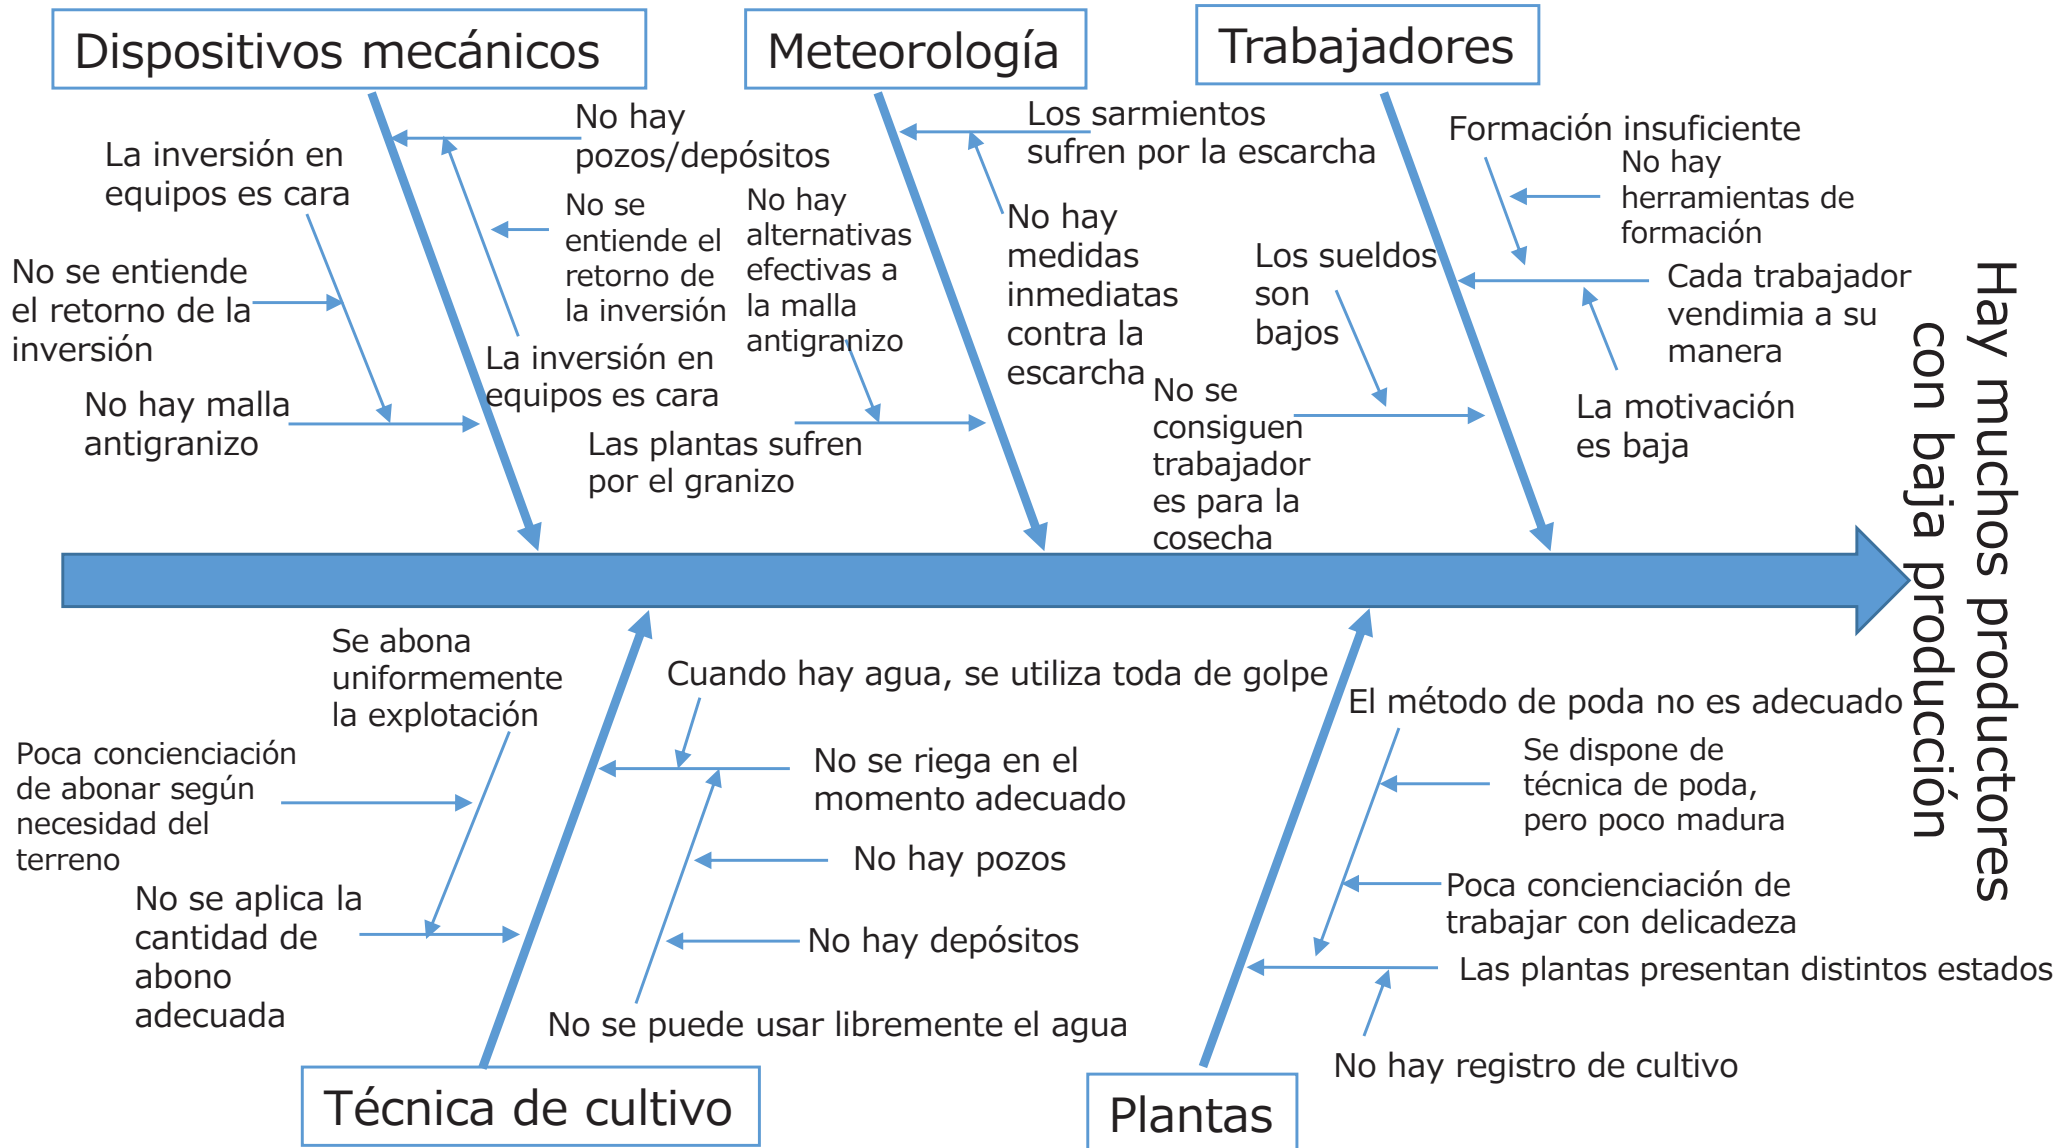 Dispositivos mecánicos
Meteorología
Trabajadores
No hay
pozos/depósitos
La inversión en
equipos es cara
No se
entiende el
retorno de
la inversión
No se entiende
el retorno de la
inversión
La inversión en
equipos es cara
No hay malla
antigranizo
Los sarmientos
sufren por la escarcha
No hay
alternativas
efectivas a
la malla
antigranizo
No hay
medidas
inmediatas
contra la
escarcha
Las plantas sufren
por el granizo
Formación insuficiente
No hay
herramientas de
formación
Los sueldos
son
bajos
Cada trabajador
vendimia a su
manera
No se
consiguen
trabajador
es para la
cosecha
La motivación
es baja
Hay muchos productores
con baja producción
Se abona
uniformemente
la explotación
Cuando hay agua, se utiliza toda de golpe
Poca concienciación
de abonar según
necesidad del
terreno
No se riega en el
momento adecuado
No hay pozos
No se aplica la
cantidad de
abono
adecuada
No hay depósitos
No se puede usar libremente el agua
El método de poda no es adecuado
Se dispone de
técnica de poda,
pero poco madura
Poca concienciación de
trabajar con delicadeza
Las plantas presentan distintos estados
No hay registro de cultivo
Técnica de cultivo
Plantas